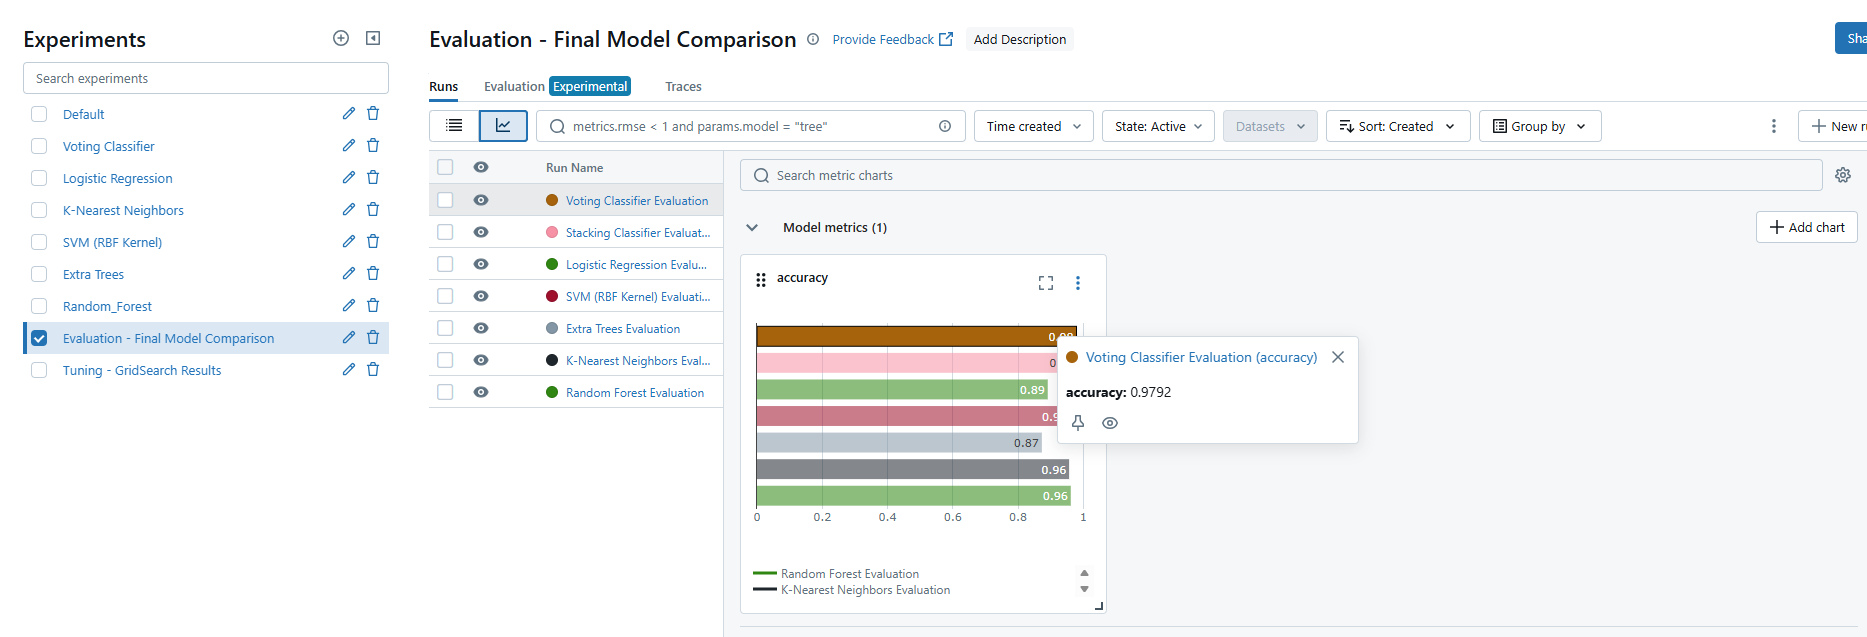 Experiments
Search experiments
Default
Voting Classifier
Logistic Regression
K-Nearest Neighbors
SVM (RBF Kernel)
Extra Trees
Random_Forest
Evaluation - Final Model Comparison
Tuning - GridSearch Results
Evaluation - Final Model Comparison Provide Feedback Add Description
Runs Evaluation Experimental Traces
metrics.rmse < 1 and params.model = "tree" Time created State: Active Datasets Sort: Created Group by New
Run Name
Voting Classifier Evaluation
Stacking Classifier Evaluat...
Logistic Regression Evalu...
SVM (RBF Kernel) Evaluati...
Extra Trees Evaluation
K-Nearest Neighbors Eval...
Random Forest Evaluation
Search metric charts
Model metrics (1) Add chart
accuracy
0.89
0.87
0.96
0.96
0 0.2 0.4 0.6 0.8 1
Random Forest Evaluation
K-Nearest Neighbors Evaluation
Voting Classifier Evaluation (accuracy)
accuracy: 0.9792